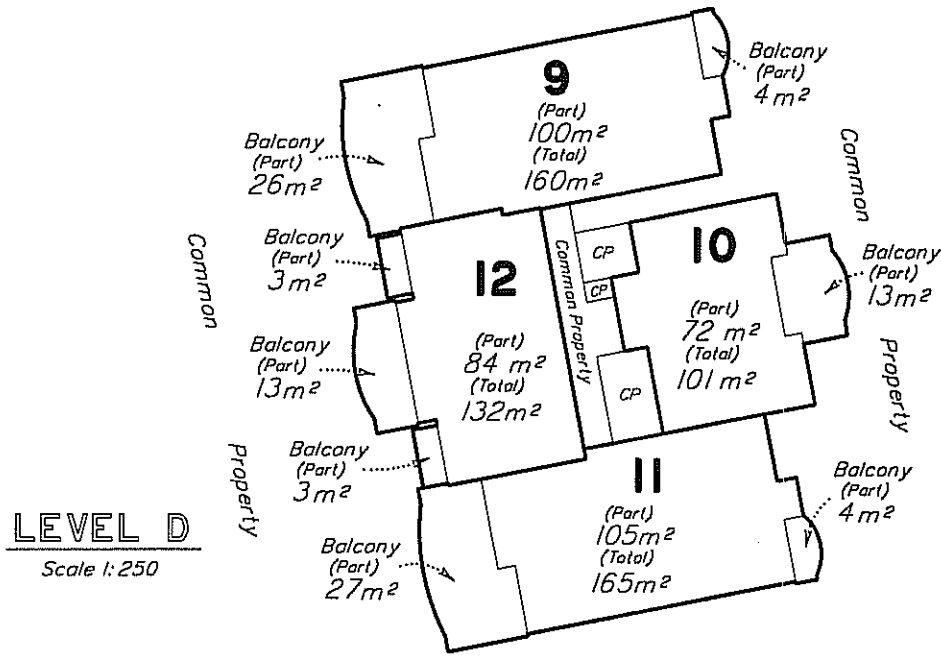 9
(Part)
100m²
(Total)
160m²
Balcony
(Part)
4m²
Balcony
(Part)
26m²
Common
Property
Balcony
(Part)
3m²
12
(Part)
84 m²
(Total)
132m²
Common Property
CP
CP
CP
10
(Part)
72 m²
(Total)
101m²
Balcony
(Part)
13m²
Common
Property
Balcony
(Part)
13m²
Balcony
(Part)
3m²
11
(Part)
105m²
(Total)
165m²
Balcony
(Part)
4m²
Balcony
(Part)
27m²
LEVEL D
Scale 1:250